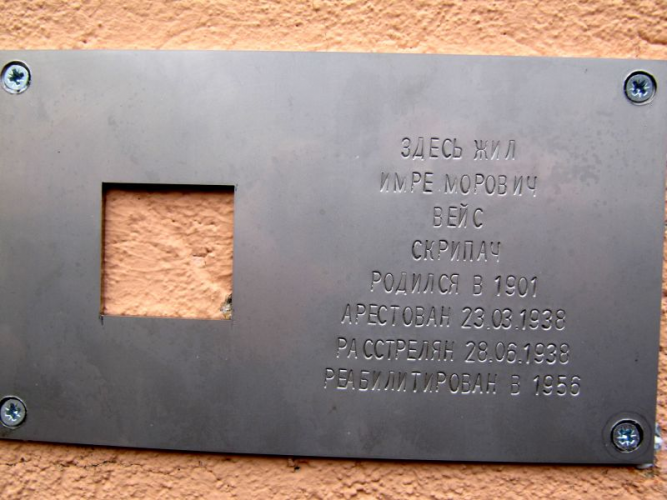 ЗДЕСЬ ЖИЛ
ИМРЕ МОРОВИЧ
ВЕЙС
СКРИПАЧ
РОДИЛСЯ В 1901
АРЕСТОВАН 23.03.1938
РАССТРЕЛЯН 28.06.1938
РЕАБИЛИТИРОВАН В 1956